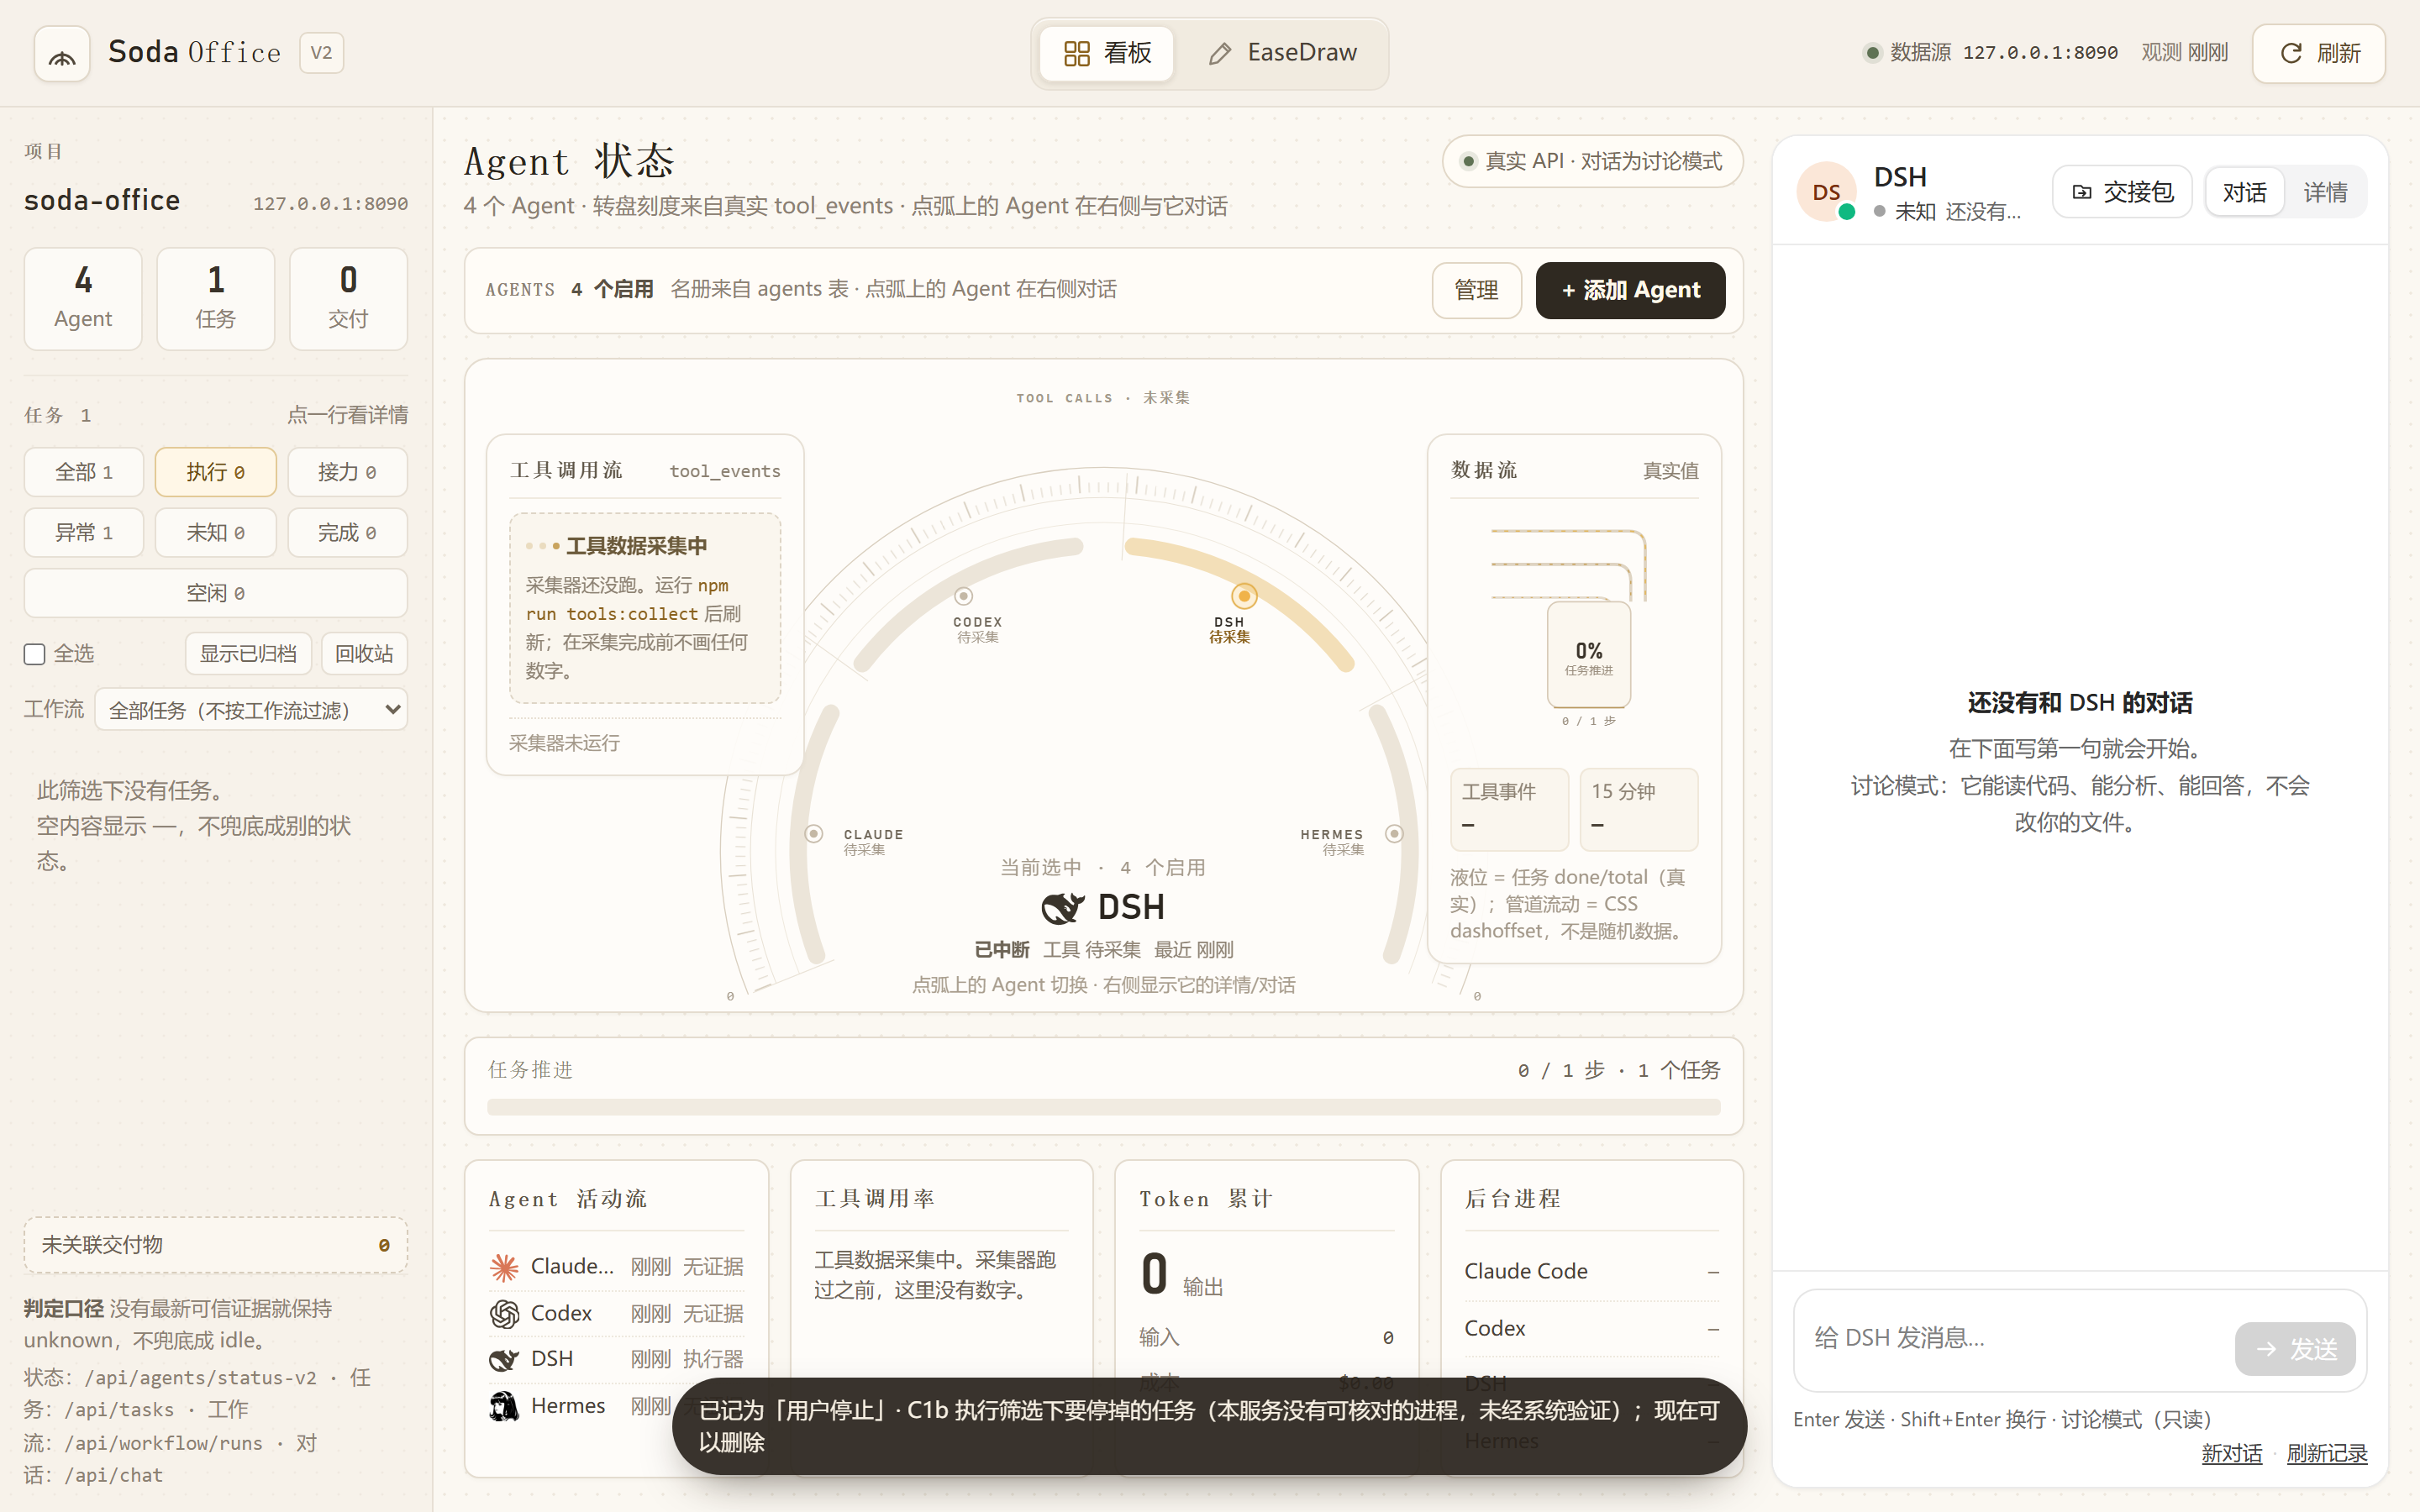 Soda Office V2
看板
EaseDraw
数据源 127.0.0.1:8090 观测 刚刚
刷新
项目
soda-office 127.0.0.1:8090
4 Agent
1 任务
0 交付
任务 1 点一行看详情
全部 1 执行 0 接力 0
异常 1 未知 0 完成 0
空闲 0
全选 显示已归档 回收站
工作流 全部任务（不按工作流过滤）
此筛选下没有任务。
空内容显示 —，不兜底成别的状
态。
未关联交付物 0
判定口径 没有最新可信证据就保持
unknown，不兜底成 idle。
状态：/api/agents/status-v2 · 任
务：/api/tasks · 工作
流：/api/workflow/runs · 对
话：/api/chat
Agent 状态
4 个 Agent · 转盘刻度来自真实 tool_events · 点弧上的 Agent 在右侧与它对话
真实 API · 对话为讨论模式
AGENTS 4 个启用 名册来自 agents 表 · 点弧上的 Agent 在右侧对话
管理
+ 添加 Agent
TOOL CALLS · 未采集
工具调用流 tool_events
工具数据采集中
采集器还没跑。运行 npm
run tools:collect 后刷
新；在采集完成前不画任何
数字。
采集器未运行
CODEX
待采集
DSH
待采集
CLAUDE
待采集
HERMES
待采集
当前选中 · 4 个启用
DSH
已中断 工具 待采集 最近 刚刚
点弧上的 Agent 切换 · 右侧显示它的详情/对话
0
0
数据流 真实值
0%
任务推进
0 / 1 步
工具事件
–
15 分钟
–
液位 = 任务 done/total（真
实）；管道流动 = CSS
dashoffset，不是随机数据。
任务推进 0 / 1 步 · 1 个任务
Agent 活动流
Claude... 刚刚 无证据
Codex 刚刚 无证据
DSH 刚刚 执行器
Hermes 刚刚
工具调用率
工具数据采集中。采集器跑
过之前，这里没有数字。
Token 累计
0 输出
输入 0
成本 $0.00
后台进程
Claude Code –
Codex –
DSH
Hermes –
已记为「用户停止」· C1b 执行筛选下要停掉的任务（本服务没有可核对的进程，未经系统验证）；现在可
以删除
DS
DSH
未知 还没有...
交接包
对话
详情
还没有和 DSH 的对话
在下面写第一句就会开始。
讨论模式：它能读代码、能分析、能回答，不会
改你的文件。
给 DSH 发消息...
发送
Enter 发送 · Shift+Enter 换行 · 讨论模式（只读）
新对话 · 刷新记录